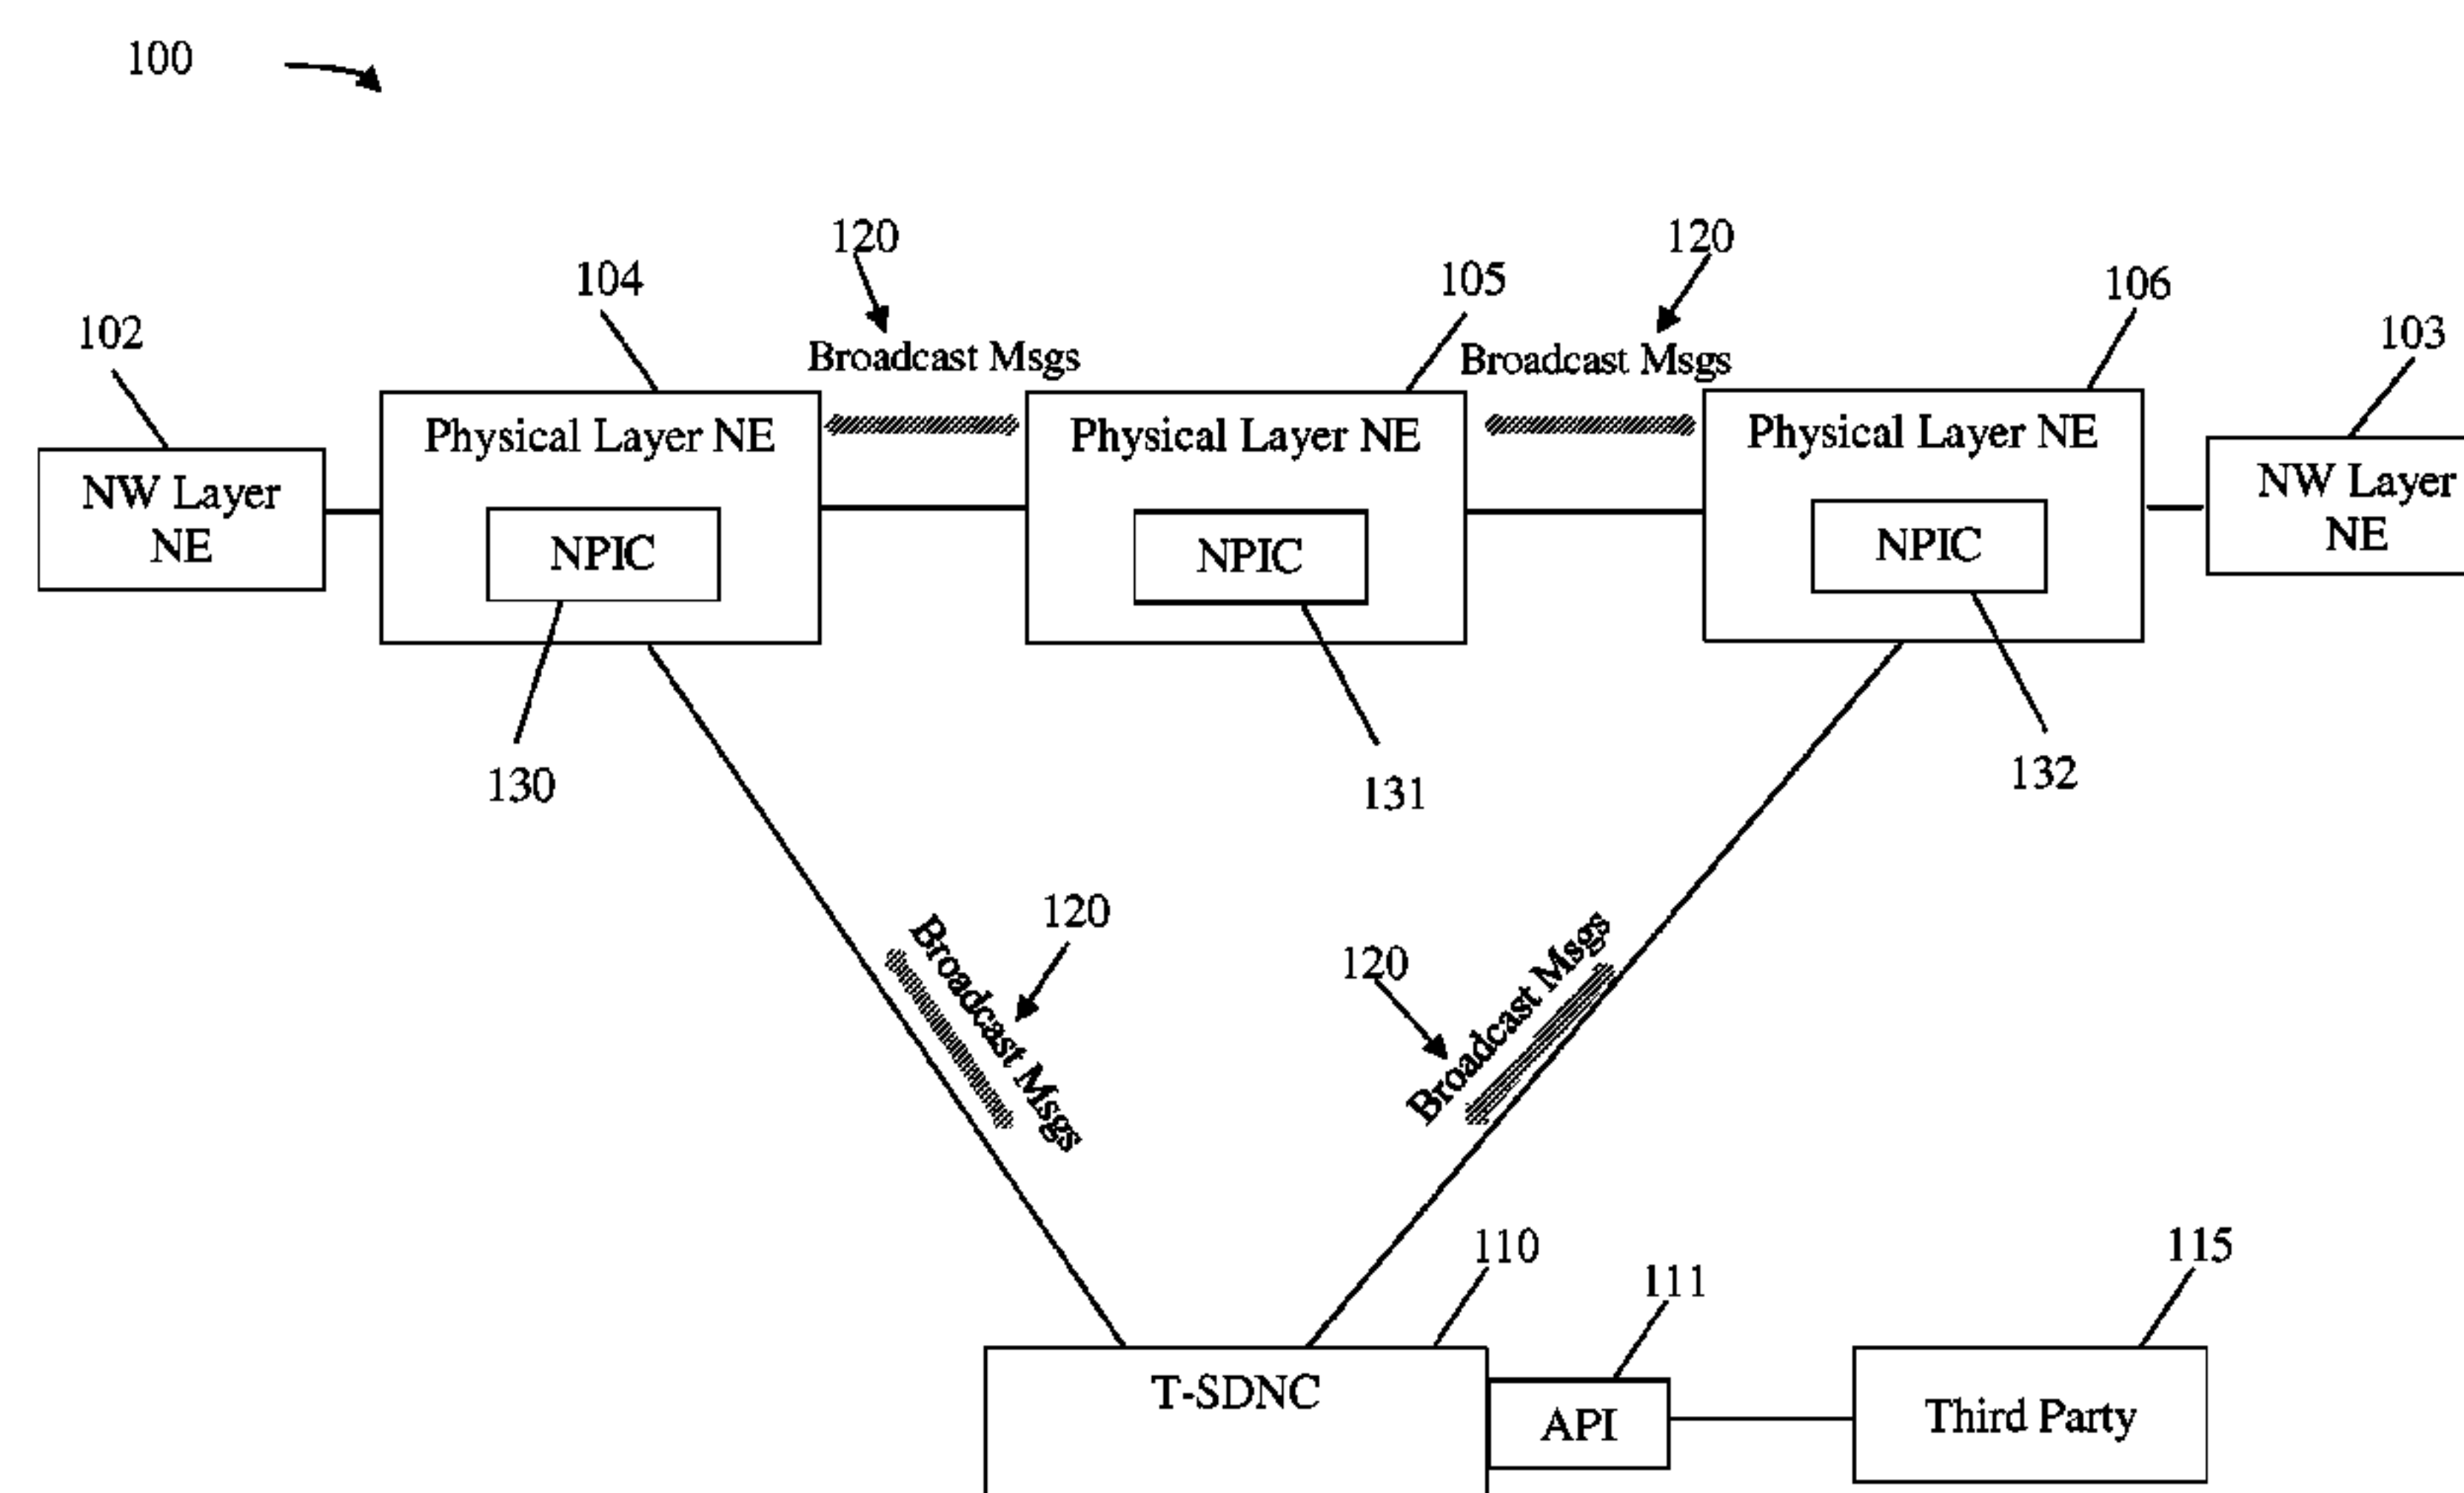 100
120
120
104
105
106
102
103
Broadcast Msgs
Broadcast Msgs
Physical Layer NE
Physical Layer NE
Physical Layer NE
NW Layer
NE
NW Layer
NE
NPIC
NPIC
NPIC
130
131
132
120
120
Broadcast Msgs
Broadcast Msgs
110
111
115
T-SDNC
API
Third Party